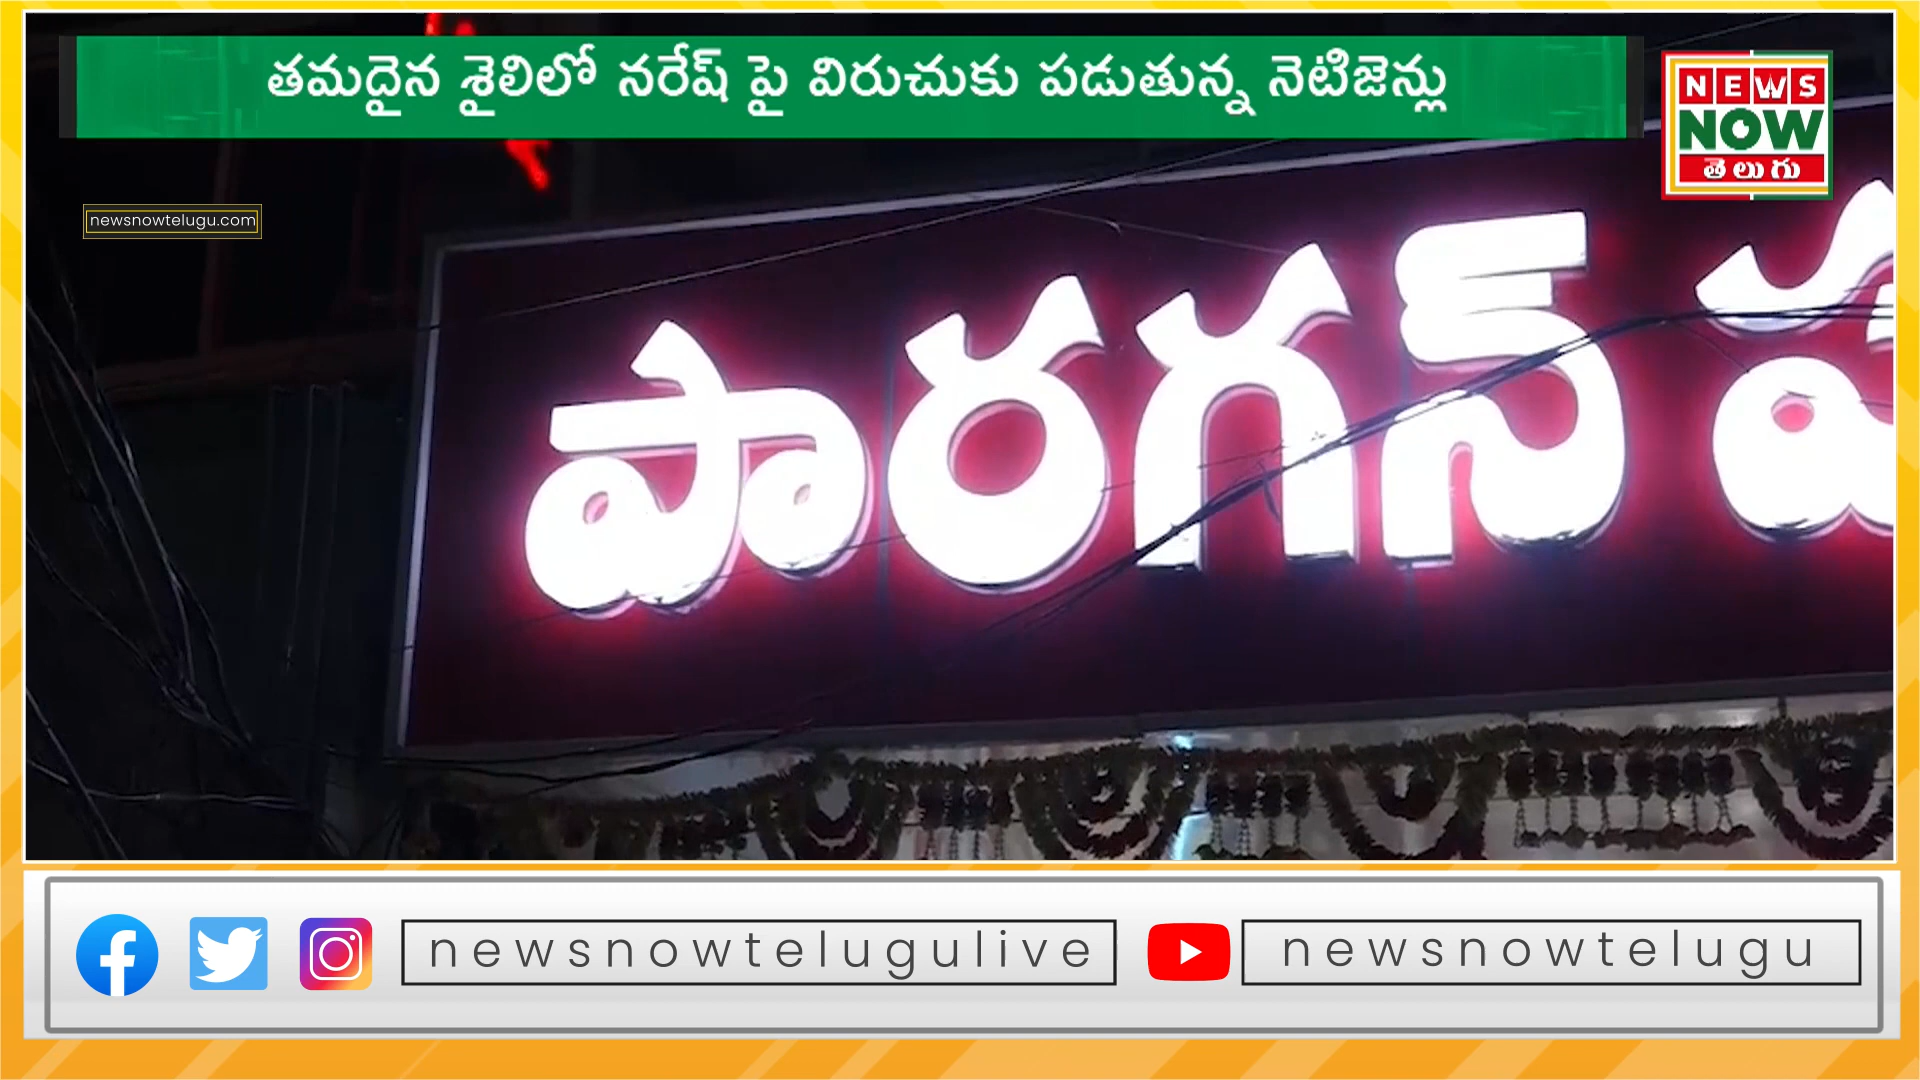 తమదైన శైలిలో నరేష్ పై విరుచుకు పడుతున్న నెటిజెన్లు
NEWS
NOW
తెలుగు
newsnowtelugu.com
పారగన్
newsnowtelugulive
newsnowtelugu